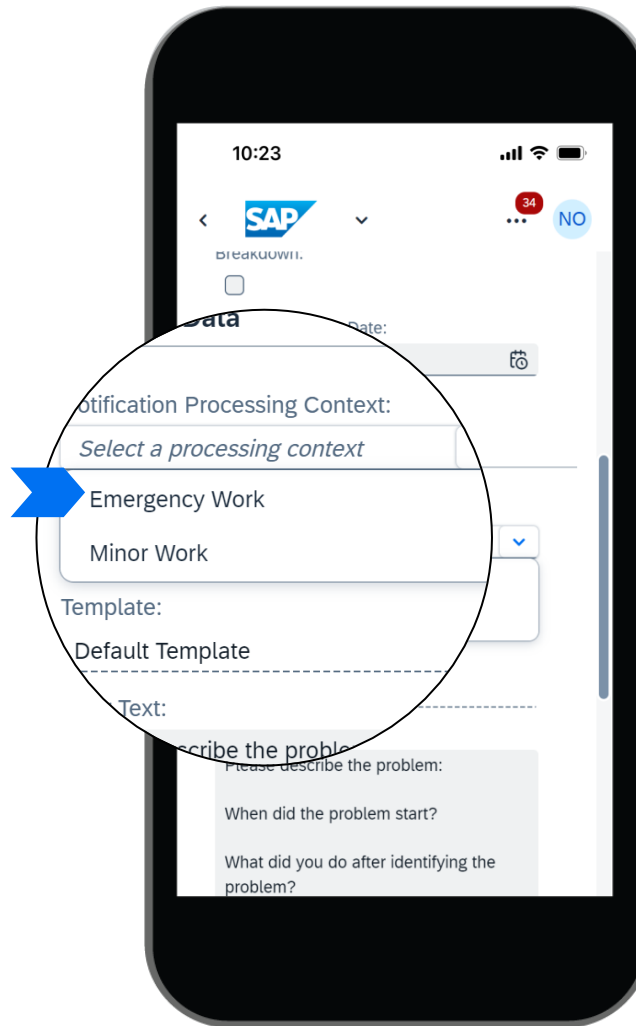 10:23
SAP
34
NO
Breakdown:
Data
Date:
otification Processing Context:
Select a processing context
Emergency Work
Minor Work
Template:
Default Template
Text:
scribe the proble
Please describe the problem:
When did the problem start?
What did you do after identifying the
problem?